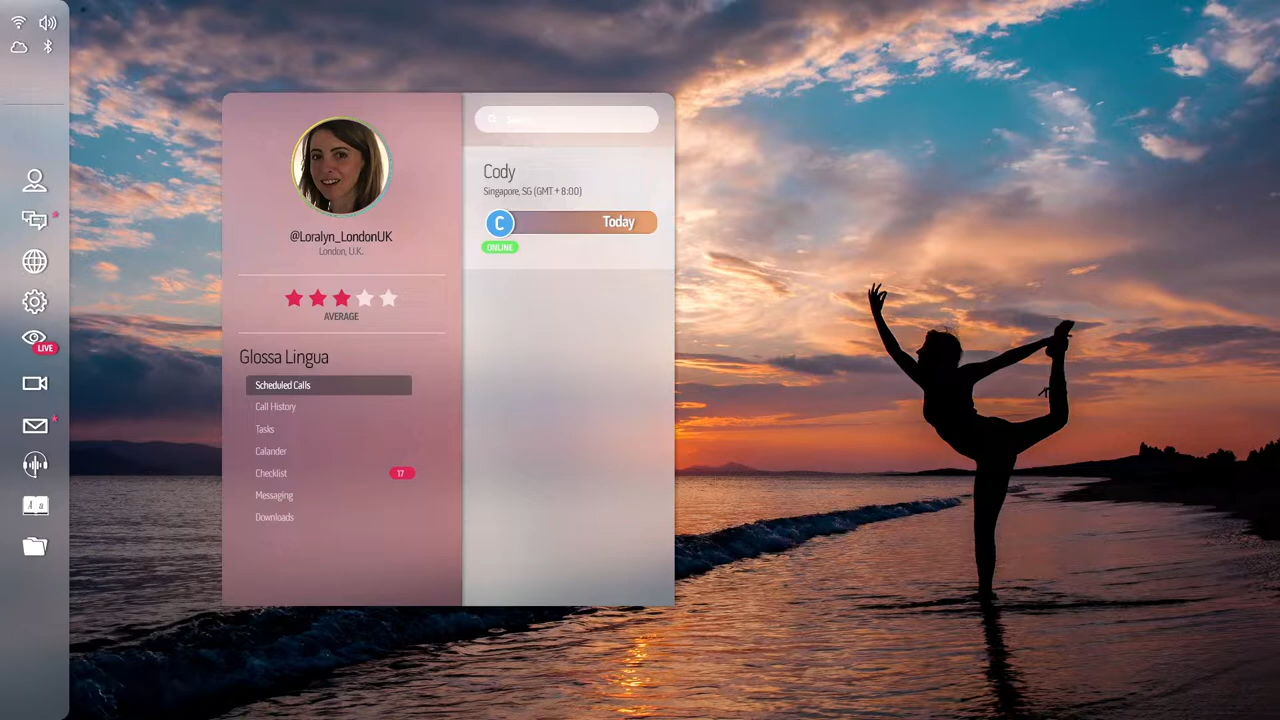 LIVE
A a
@Loralyn_LondonUK
London, U.K.
AVERAGE
Glossa Lingua
Scheduled Calls
Call History
Tasks
Calander
Checklist 17
Messaging
Downloads
Cody
Singapore, SG (GMT + 8:00)
C Today
ONLINE